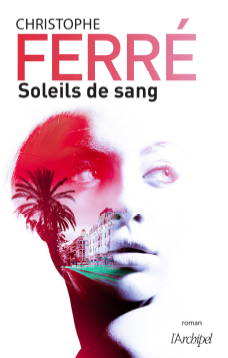 CHRISTOPHE
FERRÉ
Soleils de sang
roman
l'Archipel